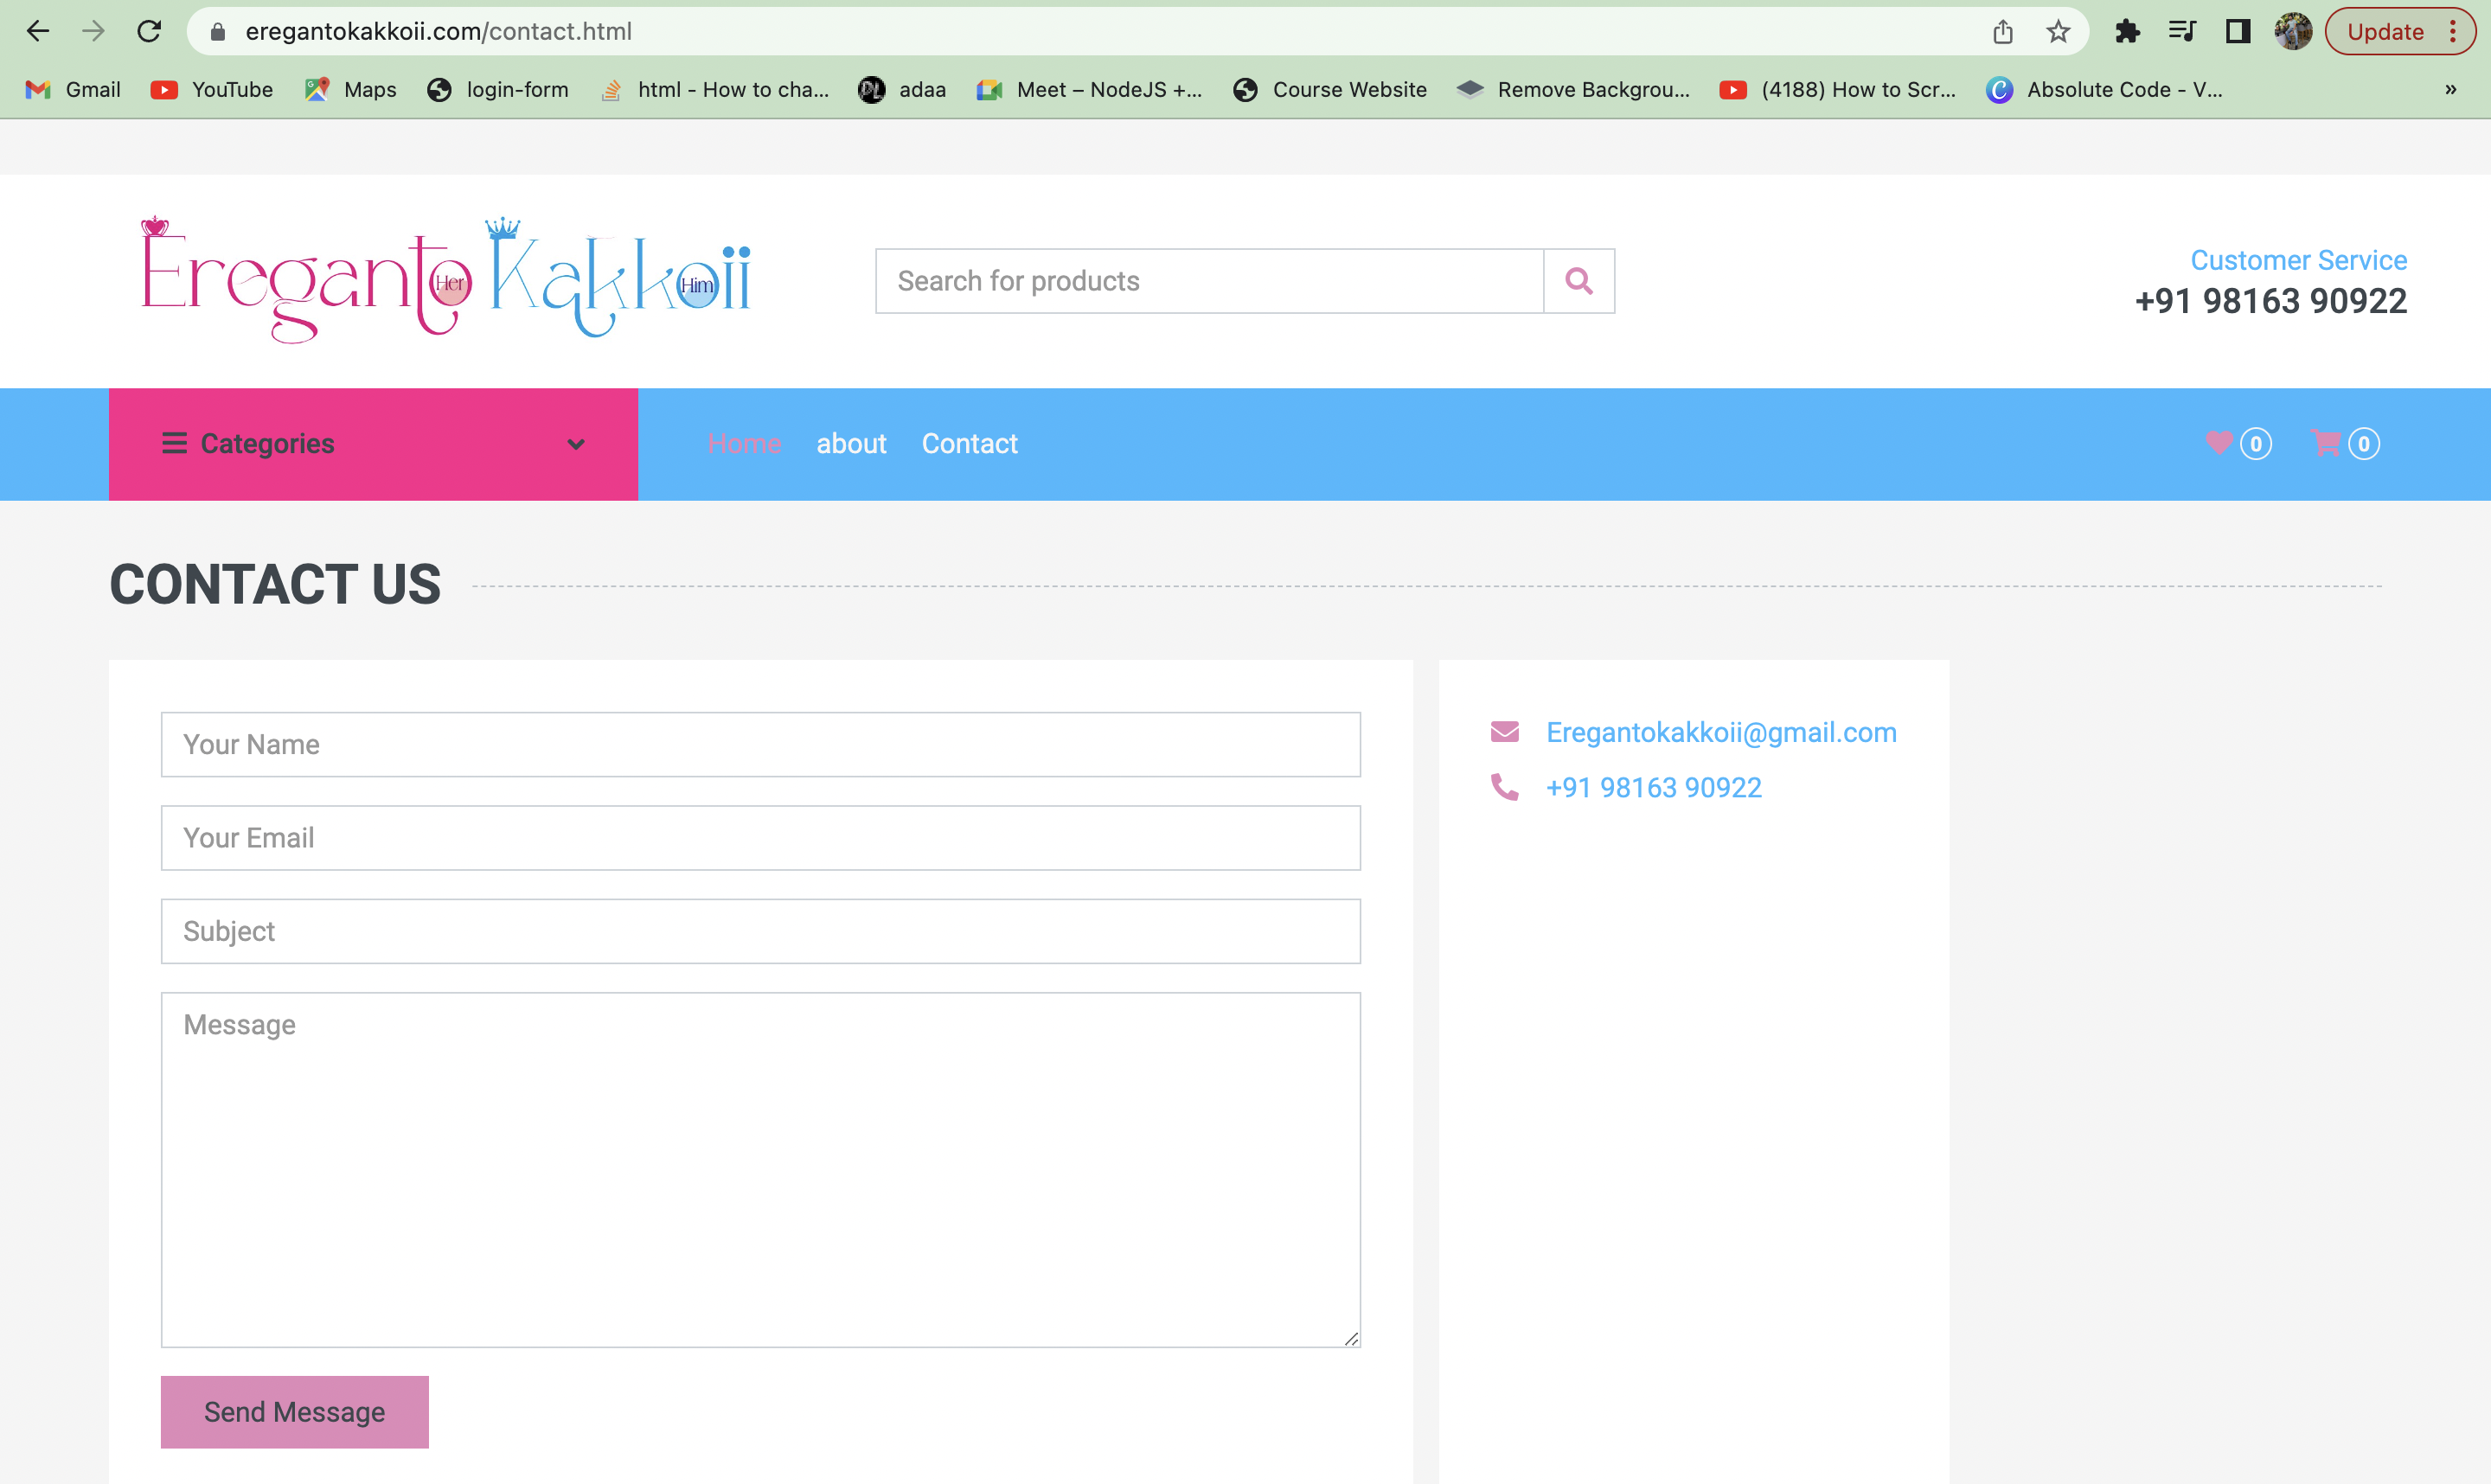 eregantokakkoii.com/contact.html
Update
Gmail YouTube Maps login-form html - How to cha... adaa Meet – NodeJS +... Course Website Remove Backgrou... (4188) How to Scr... Absolute Code - V... »
Ereganto Her Kakkoii Him
Search for products
Customer Service
+91 98163 90922
Categories
Home about Contact
0 0
CONTACT US
Your Name
Your Email
Subject
Message
Send Message
Eregantokakkoii@gmail.com
+91 98163 90922